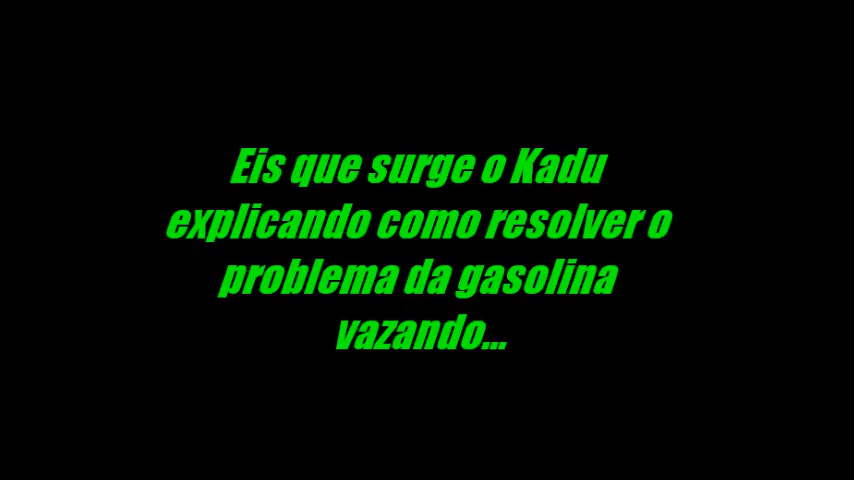 Eis que surge o Kadu
explicando como resolver o
problema da gasolina
vazando...